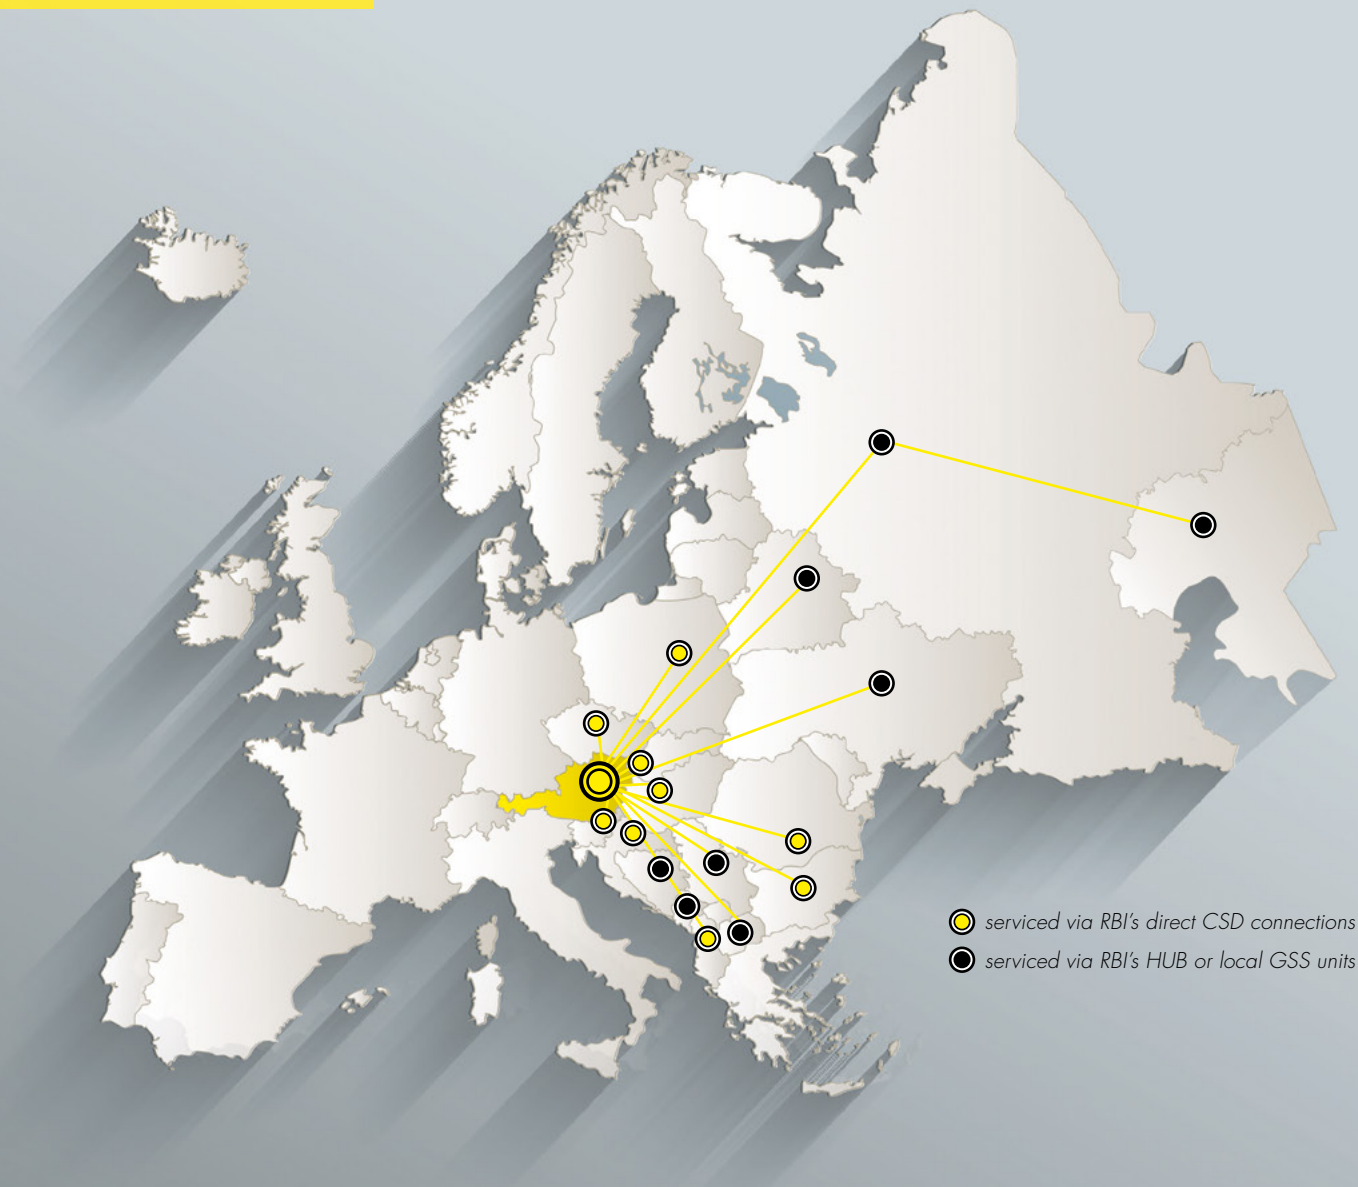 serviced via RBI's direct CSD connections
serviced via RBI's HUB or local GSS units